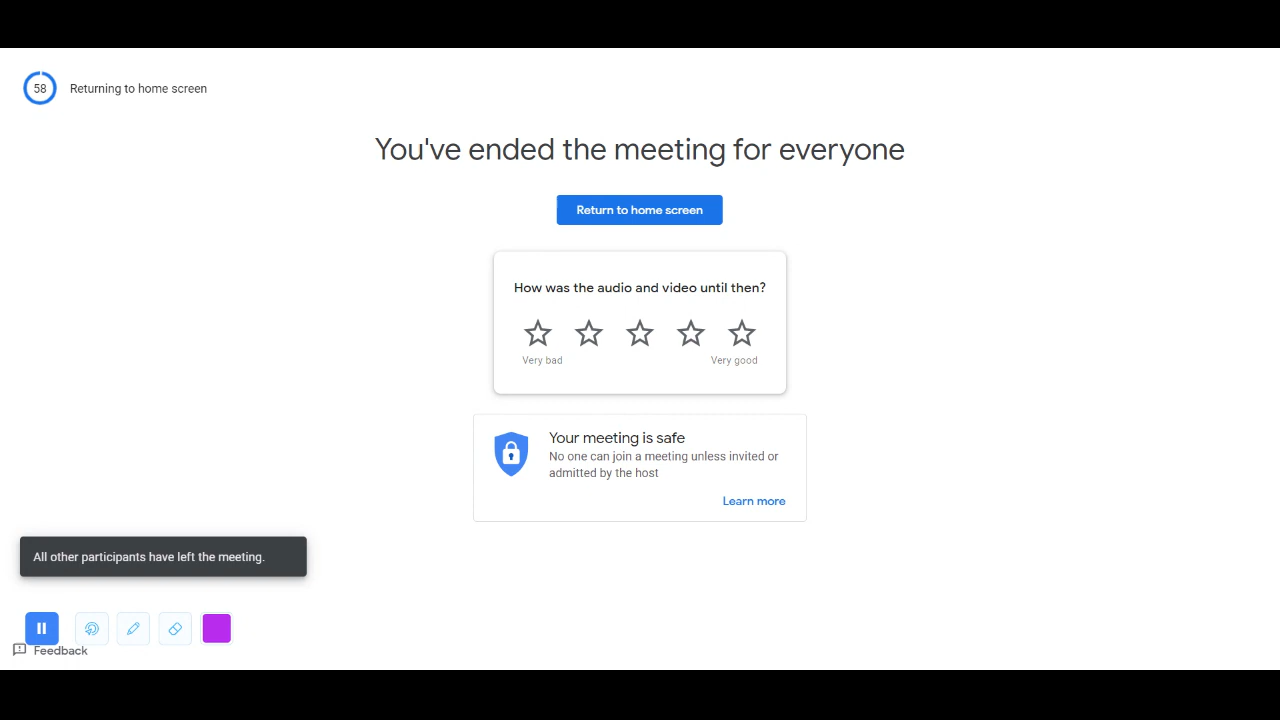 58
Returning to home screen
You've ended the meeting for everyone
Return to home screen
How was the audio and video until then?
Very bad
Very good
Your meeting is safe
No one can join a meeting unless invited or
admitted by the host
Learn more
All other participants have left the meeting.
Feedback